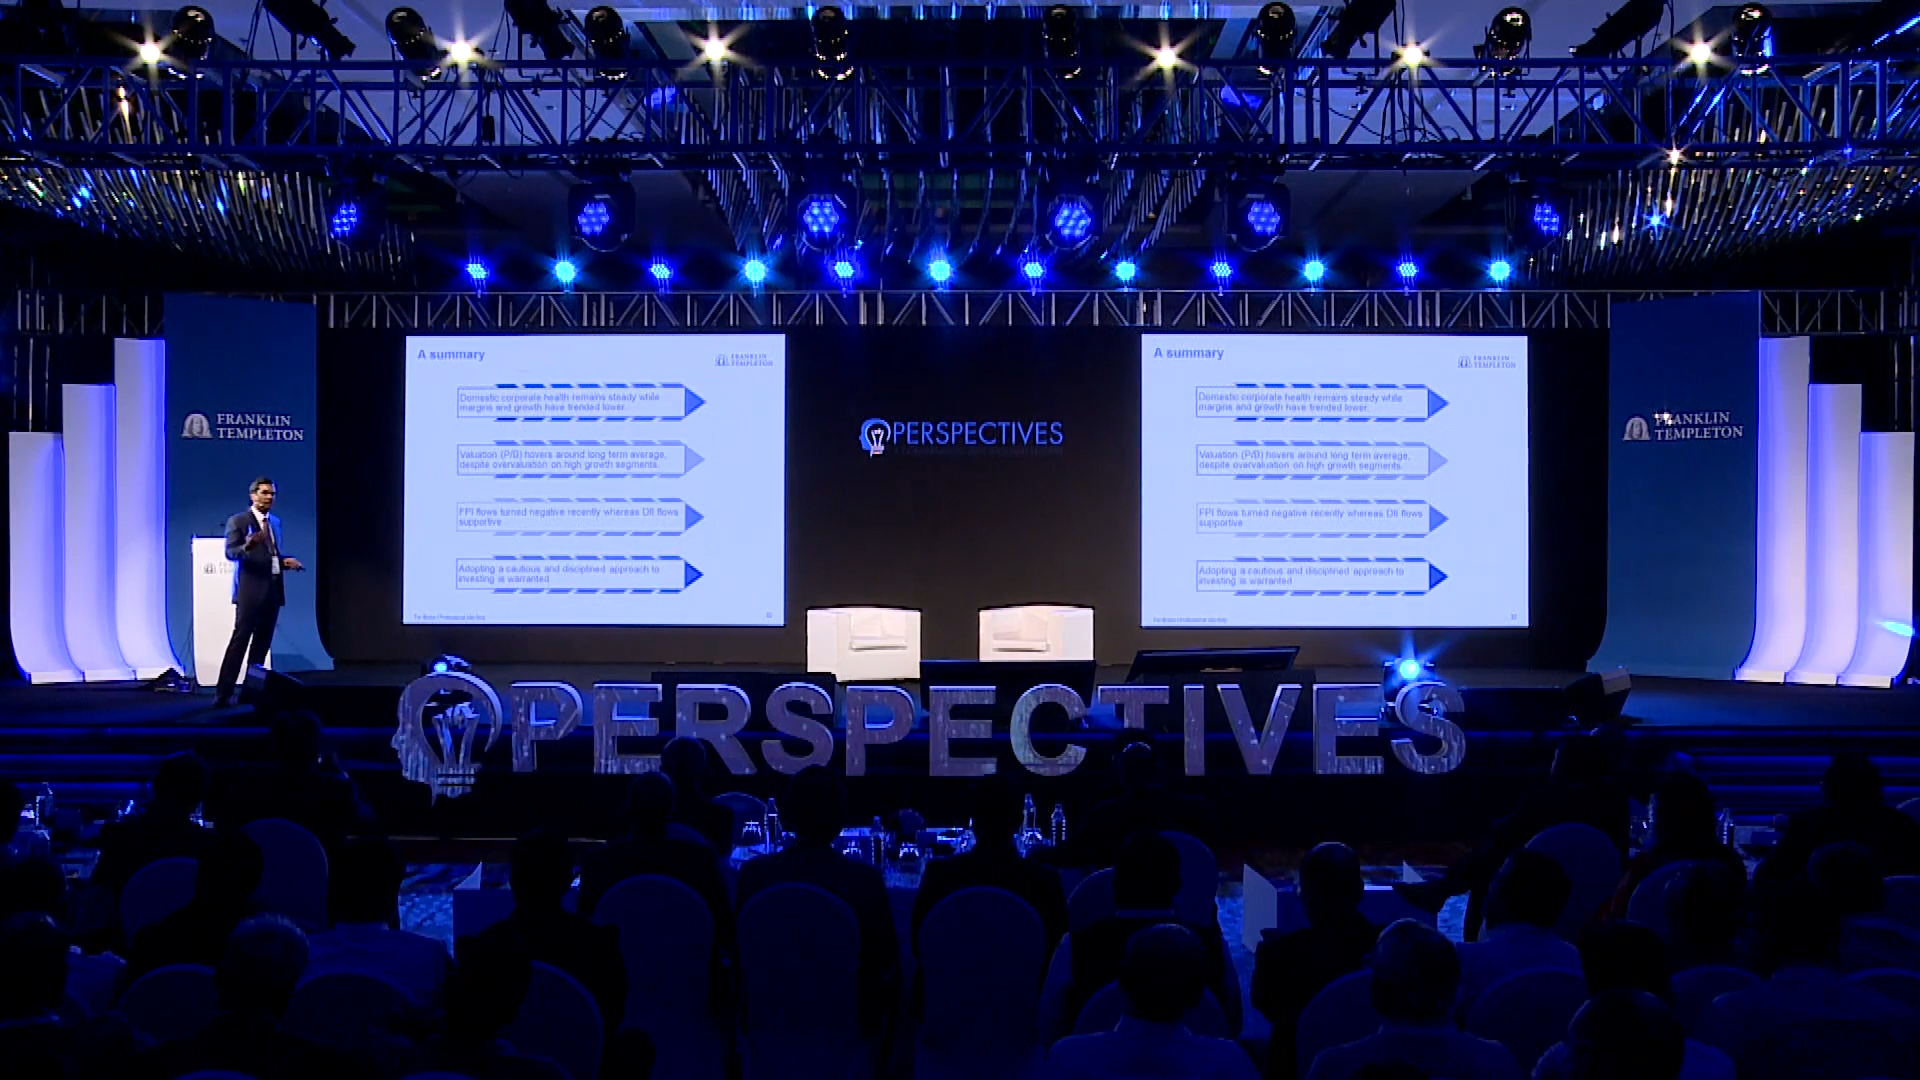 FRANKLIN
TEMPLETON
A summary
FRANKLIN
TEMPLETON
Domestic corporate health remains steady while
margins and growth have trended lower.
Valuation (P/B) hovers around long term average,
despite overvaluation on high growth segments.
FPI flows turned negative recently whereas DII flows
supportive
Adopting a cautious and disciplined approach to
investing is warranted
PERSPECTIVES
A summary
FRANKLIN
TEMPLETON
Domestic corporate health remains steady while
margins and growth have trended lower.
Valuation (P/B) hovers around long term average,
despite overvaluation on high growth segments.
FPI flows turned negative recently whereas DII flows
supportive
Adopting a cautious and disciplined approach to
investing is warranted
FRANKLIN
TEMPLETON
PERSPECTIVES